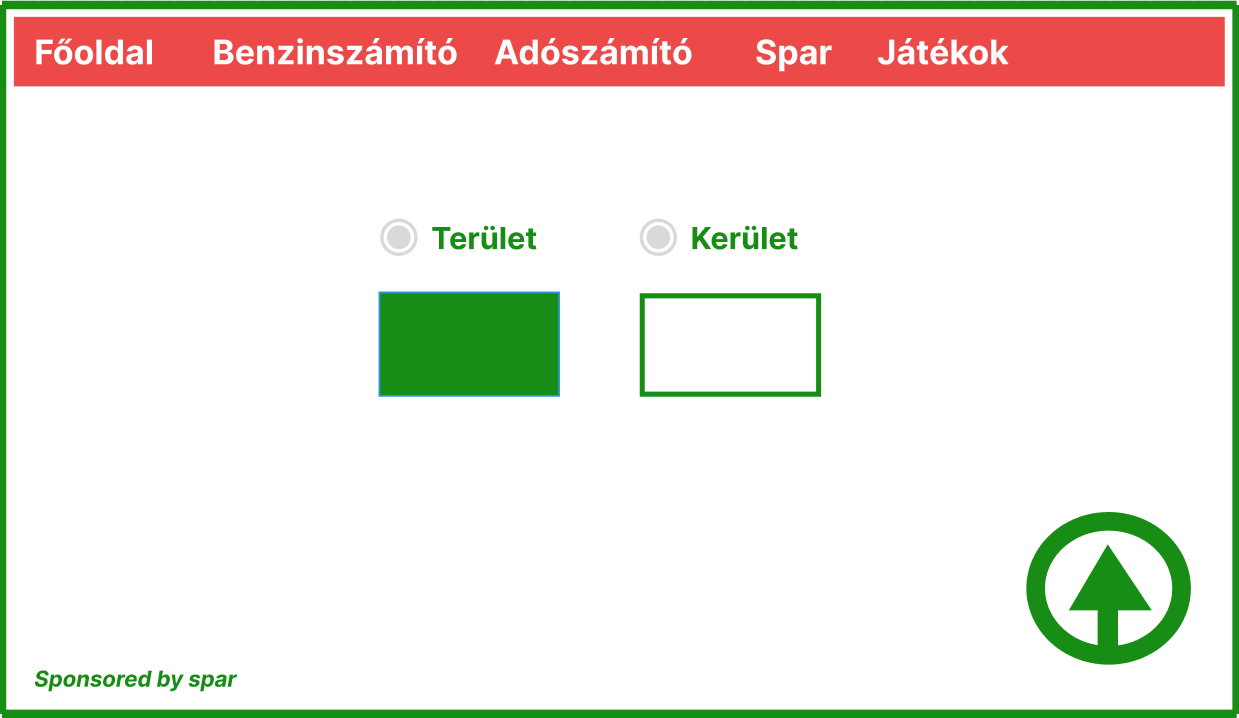 Főoldal Benzinszámító Adószámító Spar Játékok
Terület Kerület
Sponsored by spar